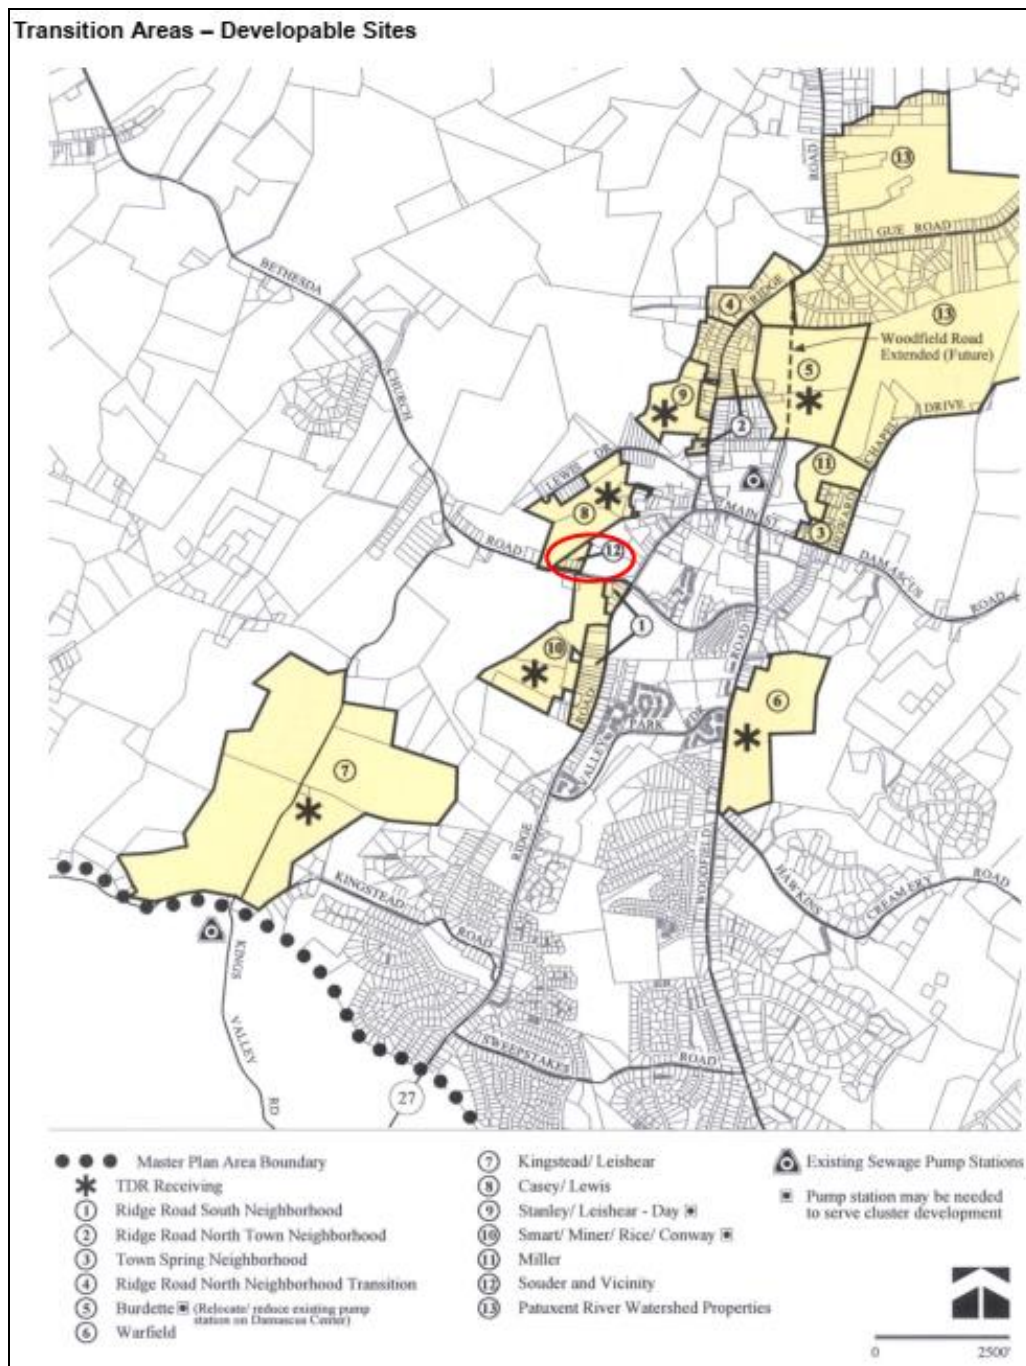 Transition Areas – Developable Sites
13
ROAD
GUE ROAD
BETHESDA
4
RIDGE
13
Woodfield Road
Extended (Future)
CHURCH
5
9
DRIVE
2
CHAPEL
LEWIS DR
11
8
MAIN ST
HOWARD
3
ROAD
12
DAMASCUS
ROAD
1
10
ROAD
ROAD
6
PARK
VALLEY
7
RIDGE
WOODFIELD
HAWKINS
CREAMERY
ROAD
KINGSTEAD
ROAD
KINGS
VALLEY
RD
SWEEPSTAKES
ROAD
27
Master Plan Area Boundary
TDR Receiving
1 Ridge Road South Neighborhood
2 Ridge Road North Town Neighborhood
3 Town Spring Neighborhood
4 Ridge Road North Neighborhood Transition
5 Burdette (Relocate/ reduce existing pump
station on Damascus Center)
6 Warfield
7 Kingstead/ Leishear
8 Casey/ Lewis
9 Stanley/ Leishear - Day
10 Smart/ Miner/ Rice/ Conway
11 Miller
12 Souder and Vicinity
13 Patuxent River Watershed Properties
Existing Sewage Pump Stations
Pump station may be needed
to serve cluster development
0 2500'